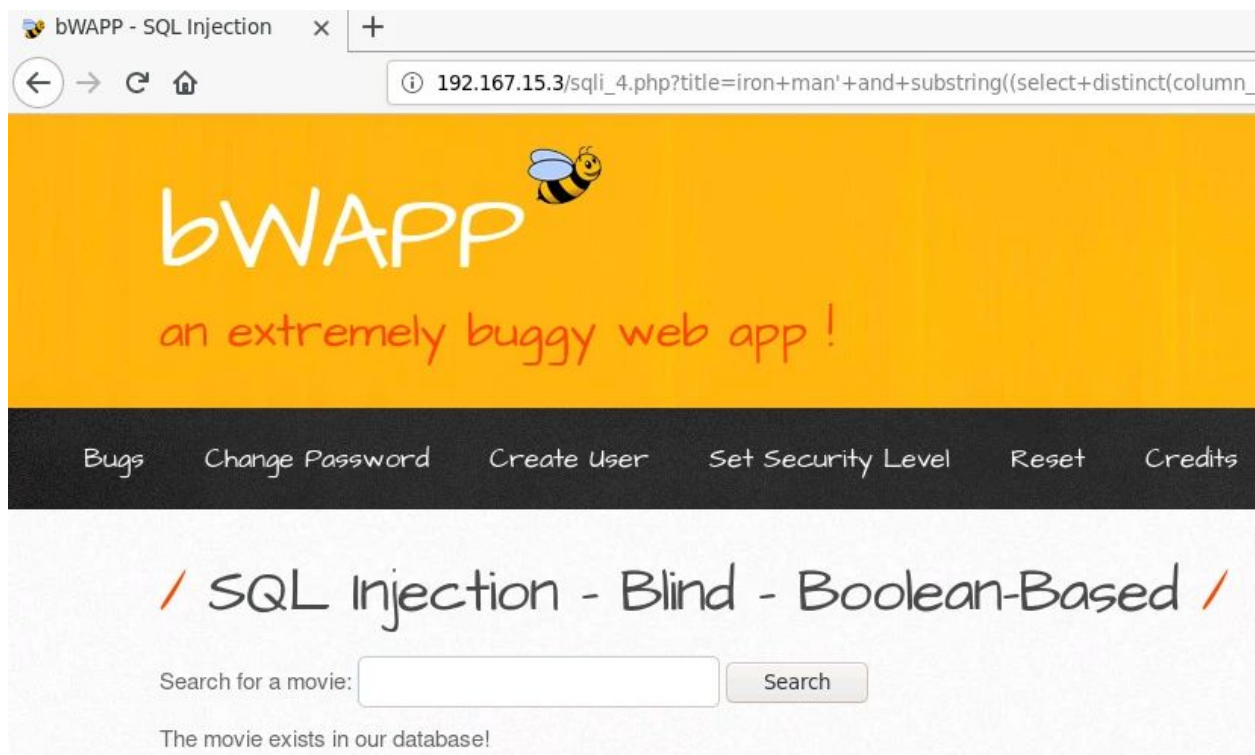 bWAPP - SQL Injection
192.167.15.3/sqli_4.php?title=iron+man'+and+substring((select+distinct(column_
bWAPP
an extremely buggy web app !
Bugs Change Password Create User Set Security Level Reset Credits
/ SQL Injection - Blind - Boolean-Based /
Search for a movie: Search
The movie exists in our database!